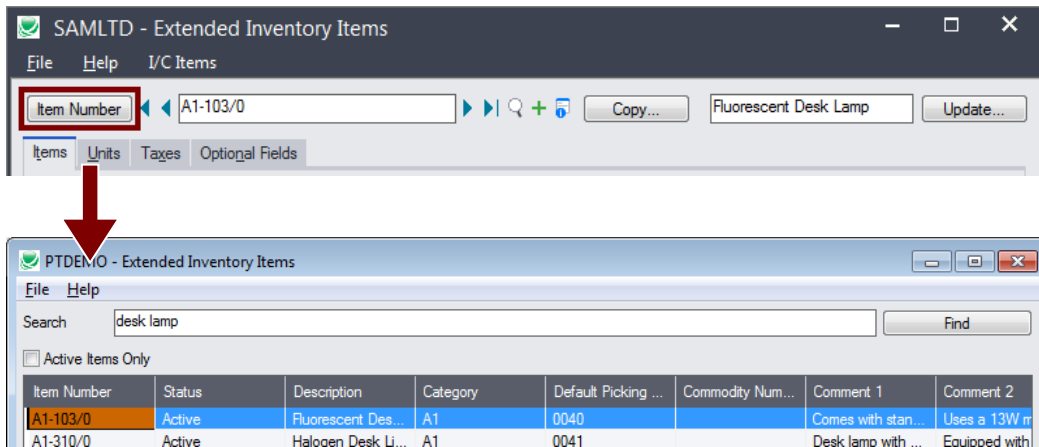 SAMLTD - Extended Inventory Items
File Help I/C Items
Item Number A1-103/0 Copy... Fluorescent Desk Lamp Update...
Items Units Taxes Optional Fields
PTDEMO - Extended Inventory Items
File Help
Search desk lamp Find
Active Items Only
Item Number Status Description Category Default Picking ... Commodity Num... Comment 1 Comment 2
A1-103/0 Active Fluorescent Des... A1 0040 Comes with stan... Uses a 13W
A1-310/0 Active Halogen Desk Li... A1 0041 Desk lamp with ... Equipped with